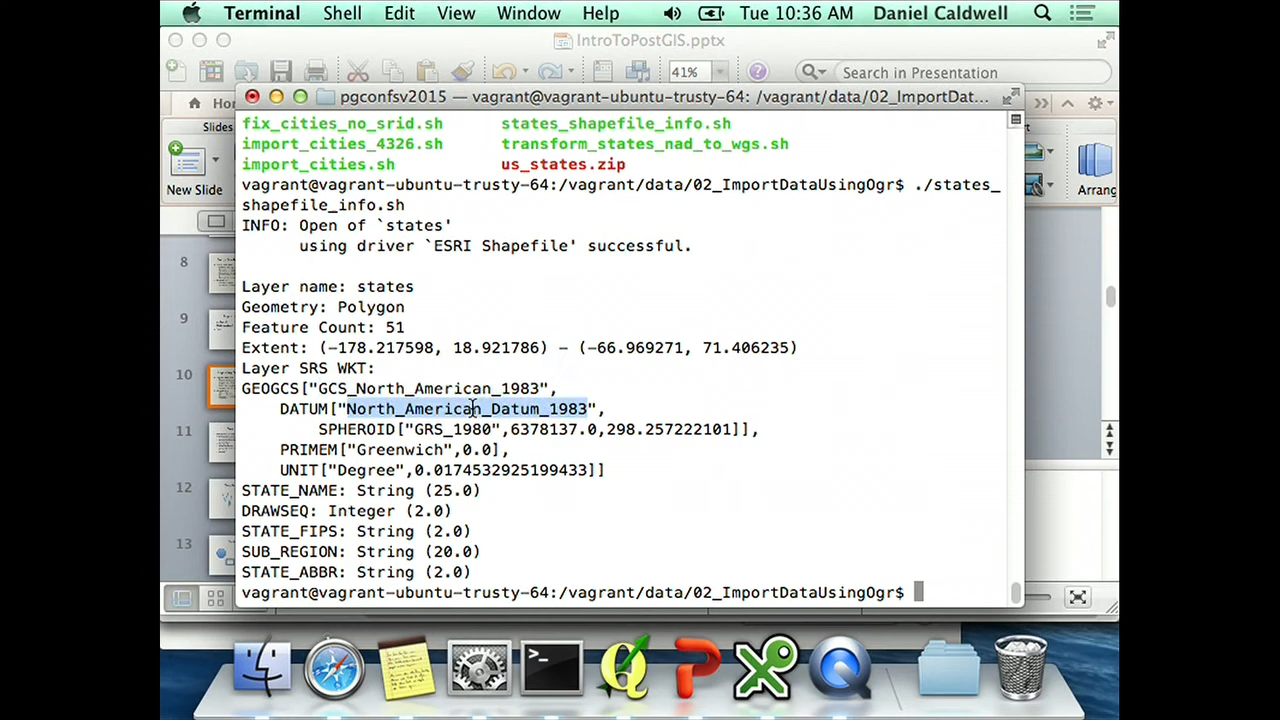 Terminal Shell Edit View Window Help Tue 10:36 AM Daniel Caldwell
IntroToPostGIS.pptx
41% Search in Presentation
pgconfsv2015 — vagrant@vagrant-ubuntu-trusty-64: /vagrant/data/02_ImportDat...
Slides
New Slide
Arrang
8
9
10
11
12
13
fix_cities_no_srid.sh states_shapefile_info.sh
import_cities_4326.sh transform_states_nad_to_wgs.sh
import_cities.sh us_states.zip
vagrant@vagrant-ubuntu-trusty-64:/vagrant/data/02_ImportDataUsingOgr$ ./states_
shapefile_info.sh
INFO: Open of `states'
using driver `ESRI Shapefile' successful.
Layer name: states
Geometry: Polygon
Feature Count: 51
Extent: (-178.217598, 18.921786) - (-66.969271, 71.406235)
Layer SRS WKT:
GEOGCS["GCS_North_American_1983",
DATUM["North_American_Datum_1983",
SPHEROID["GRS_1980",6378137.0,298.257222101]],
PRIMEM["Greenwich",0.0],
UNIT["Degree",0.0174532925199433]]
STATE_NAME: String (25.0)
DRAWSEQ: Integer (2.0)
STATE_FIPS: String (2.0)
SUB_REGION: String (20.0)
STATE_ABBR: String (2.0)
vagrant@vagrant-ubuntu-trusty-64:/vagrant/data/02_ImportDataUsingOgr$